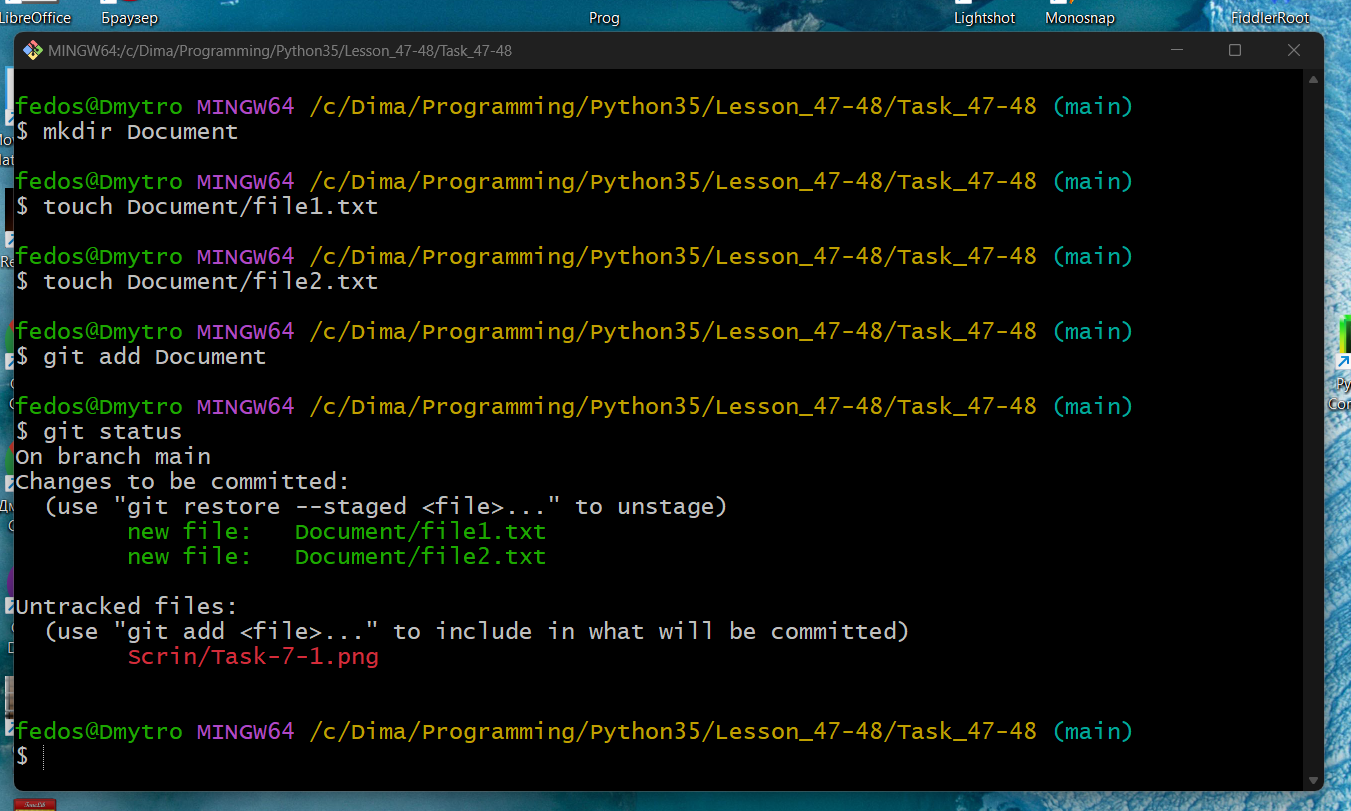 LibreOffice
Браузер
Prog
Lightshot
Monosnap
FiddlerRoot
MINGW64:/c/Dima/Programming/Python35/Lesson_47-48/Task_47-48
fedos@Dmytro MINGW64 /c/Dima/Programming/Python35/Lesson_47-48/Task_47-48 (main)
$ mkdir Document
fedos@Dmytro MINGW64 /c/Dima/Programming/Python35/Lesson_47-48/Task_47-48 (main)
$ touch Document/file1.txt
fedos@Dmytro MINGW64 /c/Dima/Programming/Python35/Lesson_47-48/Task_47-48 (main)
$ touch Document/file2.txt
fedos@Dmytro MINGW64 /c/Dima/Programming/Python35/Lesson_47-48/Task_47-48 (main)
$ git add Document
fedos@Dmytro MINGW64 /c/Dima/Programming/Python35/Lesson_47-48/Task_47-48 (main)
$ git status
On branch main
Changes to be committed:
  (use "git restore --staged <file>..." to unstage)
        new file:   Document/file1.txt
        new file:   Document/file2.txt
Untracked files:
  (use "git add <file>..." to include in what will be committed)
        Scrin/Task-7-1.png
fedos@Dmytro MINGW64 /c/Dima/Programming/Python35/Lesson_47-48/Task_47-48 (main)
$